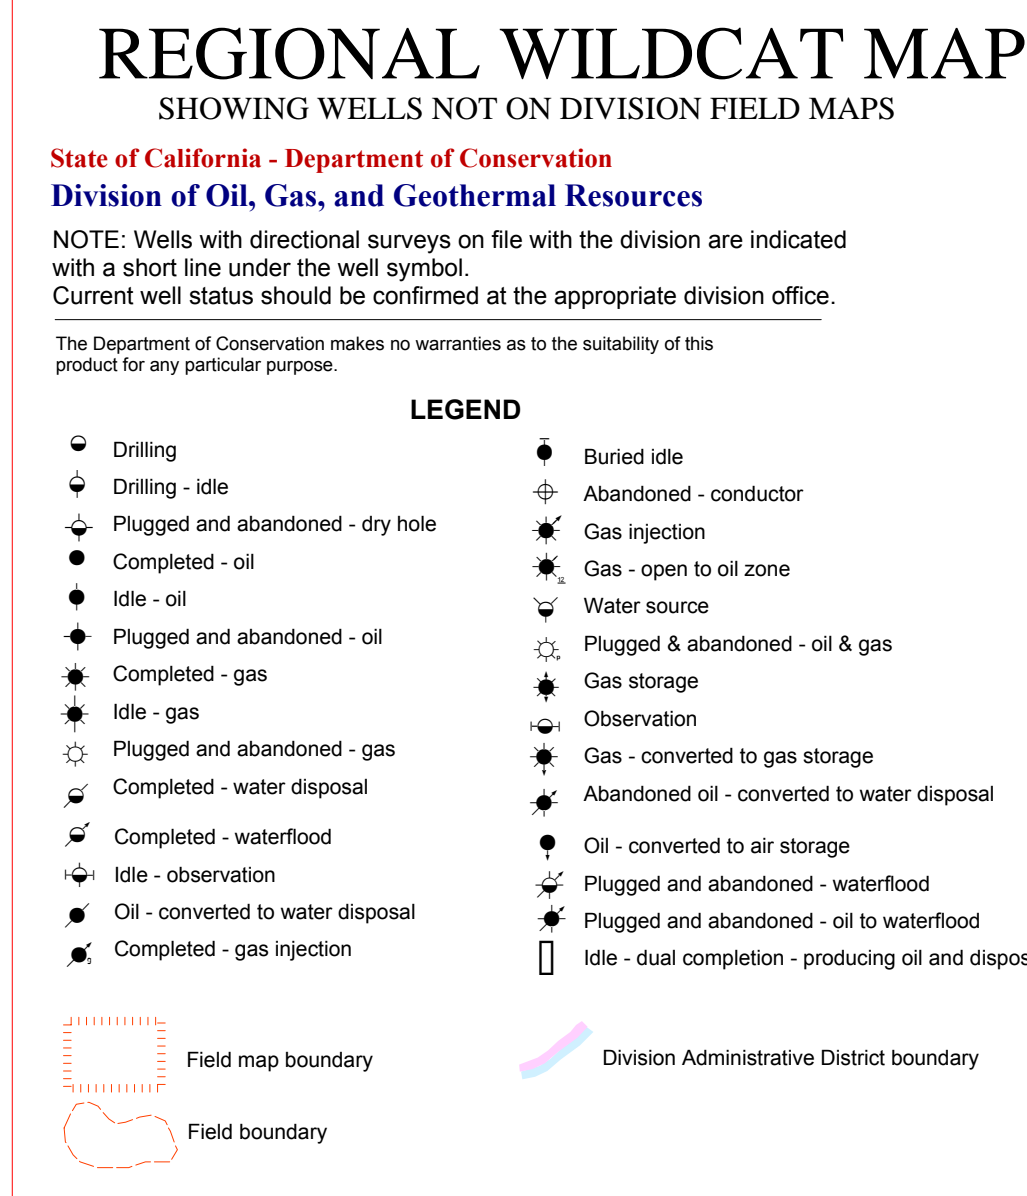 REGIONAL WILDCAT MAP
SHOWING WELLS NOT ON DIVISION FIELD MAPS
State of California - Department of Conservation
Division of Oil, Gas, and Geothermal Resources
NOTE: Wells with directional surveys on file with the division are indicated
with a short line under the well symbol.
Current well status should be confirmed at the appropriate division office.
The Department of Conservation makes no warranties as to the suitability of this
product for any particular purpose.
LEGEND
Drilling
Drilling - idle
Plugged and abandoned - dry hole
Completed - oil
Idle - oil
Plugged and abandoned - oil
Completed - gas
Idle - gas
Plugged and abandoned - gas
Completed - water disposal
Completed - waterflood
Idle - observation
Oil - converted to water disposal
g
Completed - gas injection
Buried idle
Abandoned - conductor
Gas injection
12
Gas - open to oil zone
Water source
p
Plugged & abandoned - oil & gas
Gas storage
Observation
Gas - converted to gas storage
Abandoned oil - converted to water disposal
Oil - converted to air storage
Plugged and abandoned - waterflood
Plugged and abandoned - oil to waterflood
Idle - dual completion - producing oil and dispos
Field map boundary
Division Administrative District boundary
Field boundary